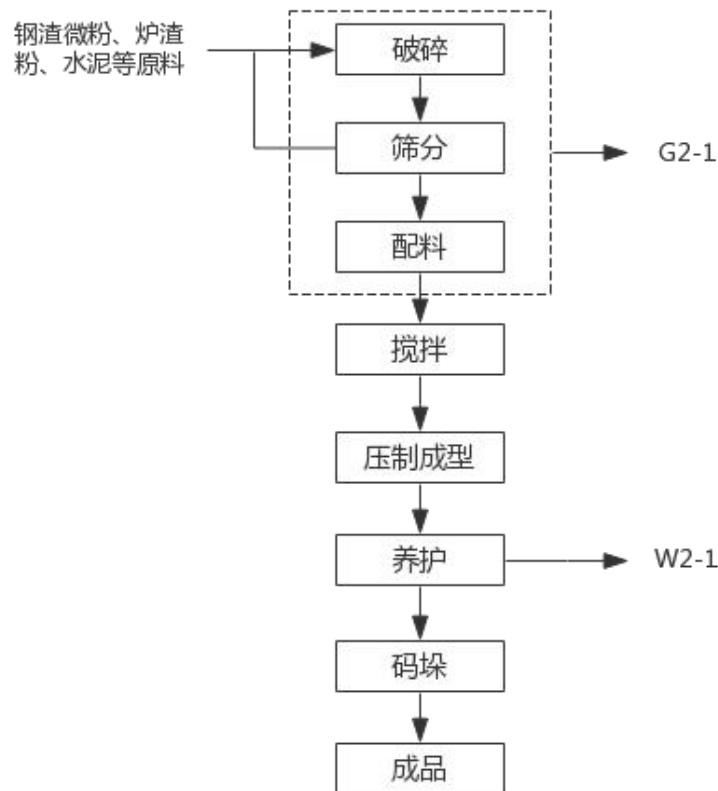 钢渣微粉、炉渣
粉、水泥等原料
破碎
筛分
G2-1
配料
搅拌
压制成型
养护
W2-1
码垛
成品